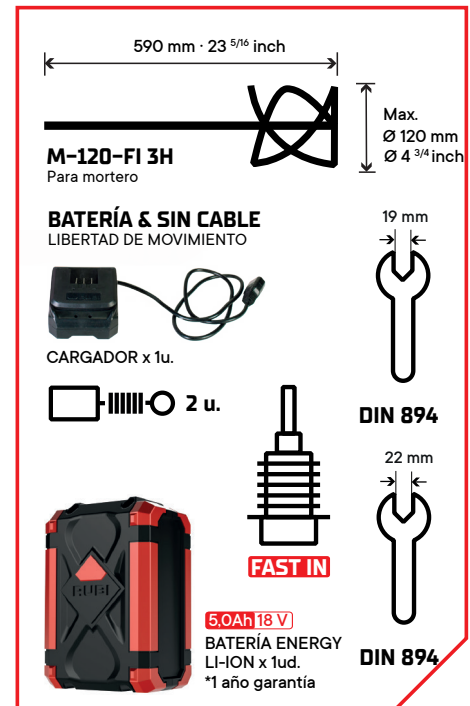 590 mm · 23 5/16 inch
Max.
Ø 120 mm
Ø 4 3/4 inch
M-120-FI 3H
Para mortero
BATERÍA & SIN CABLE
LIBERTAD DE MOVIMIENTO
19 mm
CARGADOR x 1u.
2 u.
DIN 894
22 mm
FAST IN
RUBI
5,0Ah 18 V
BATERÍA ENERGY
LI-ION x 1ud.
*1 año garantía
DIN 894